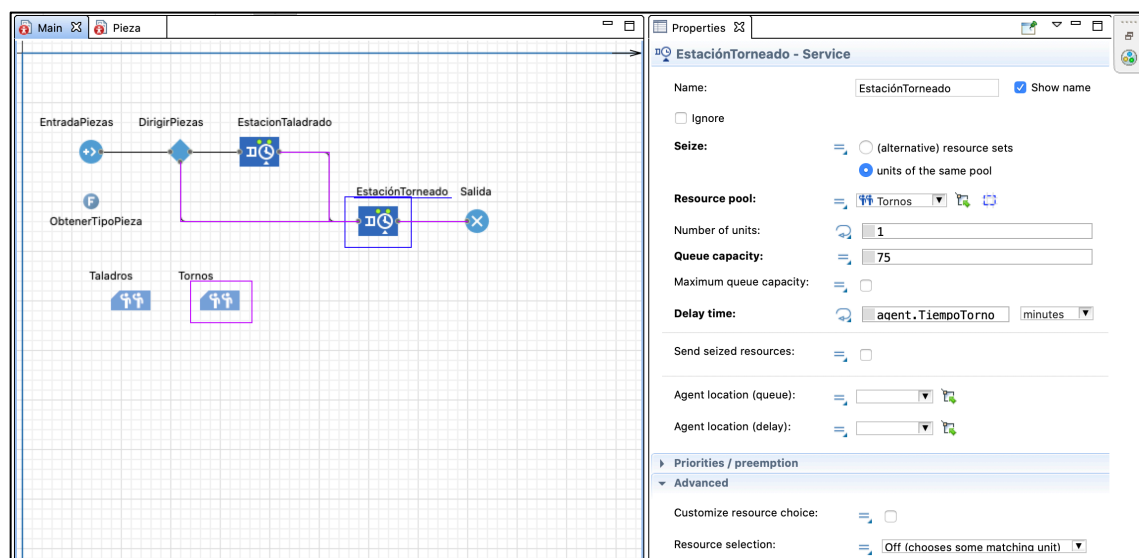 Main
Pieza
EntradaPiezas
DirigirPiezas
EstacionTaladrado
F
ObtenerTipoPieza
EstaciónTorneado
Salida
Taladros
Tornos
Properties
EstaciónTorneado - Service
Name:
EstaciónTorneado
Show name
Ignore
Seize:
(alternative) resource sets
units of the same pool
Resource pool:
Tornos
Number of units:
1
Queue capacity:
75
Maximum queue capacity:
Delay time:
agent.TiempoTorno
minutes
Send seized resources:
Agent location (queue):
Agent location (delay):
Priorities / preemption
Advanced
Customize resource choice:
Resource selection:
Off (chooses some matching unit)